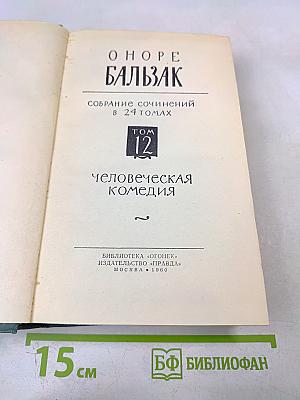 ОНОРЕ
БАЛЬЗАК
СОБРАНИЕ СОЧИНЕНИЙ
В 24 ТОМАХ
ТОМ
12
ЧЕЛОВЕЧЕСКАЯ
КОМЕДИЯ
БИБЛИОТЕКА «ОГОНЕК»
ИЗДАТЕЛЬСТВО «ПРАВДА»
МОСКВА • 1960
15 см
БФ БИБЛИОФАН